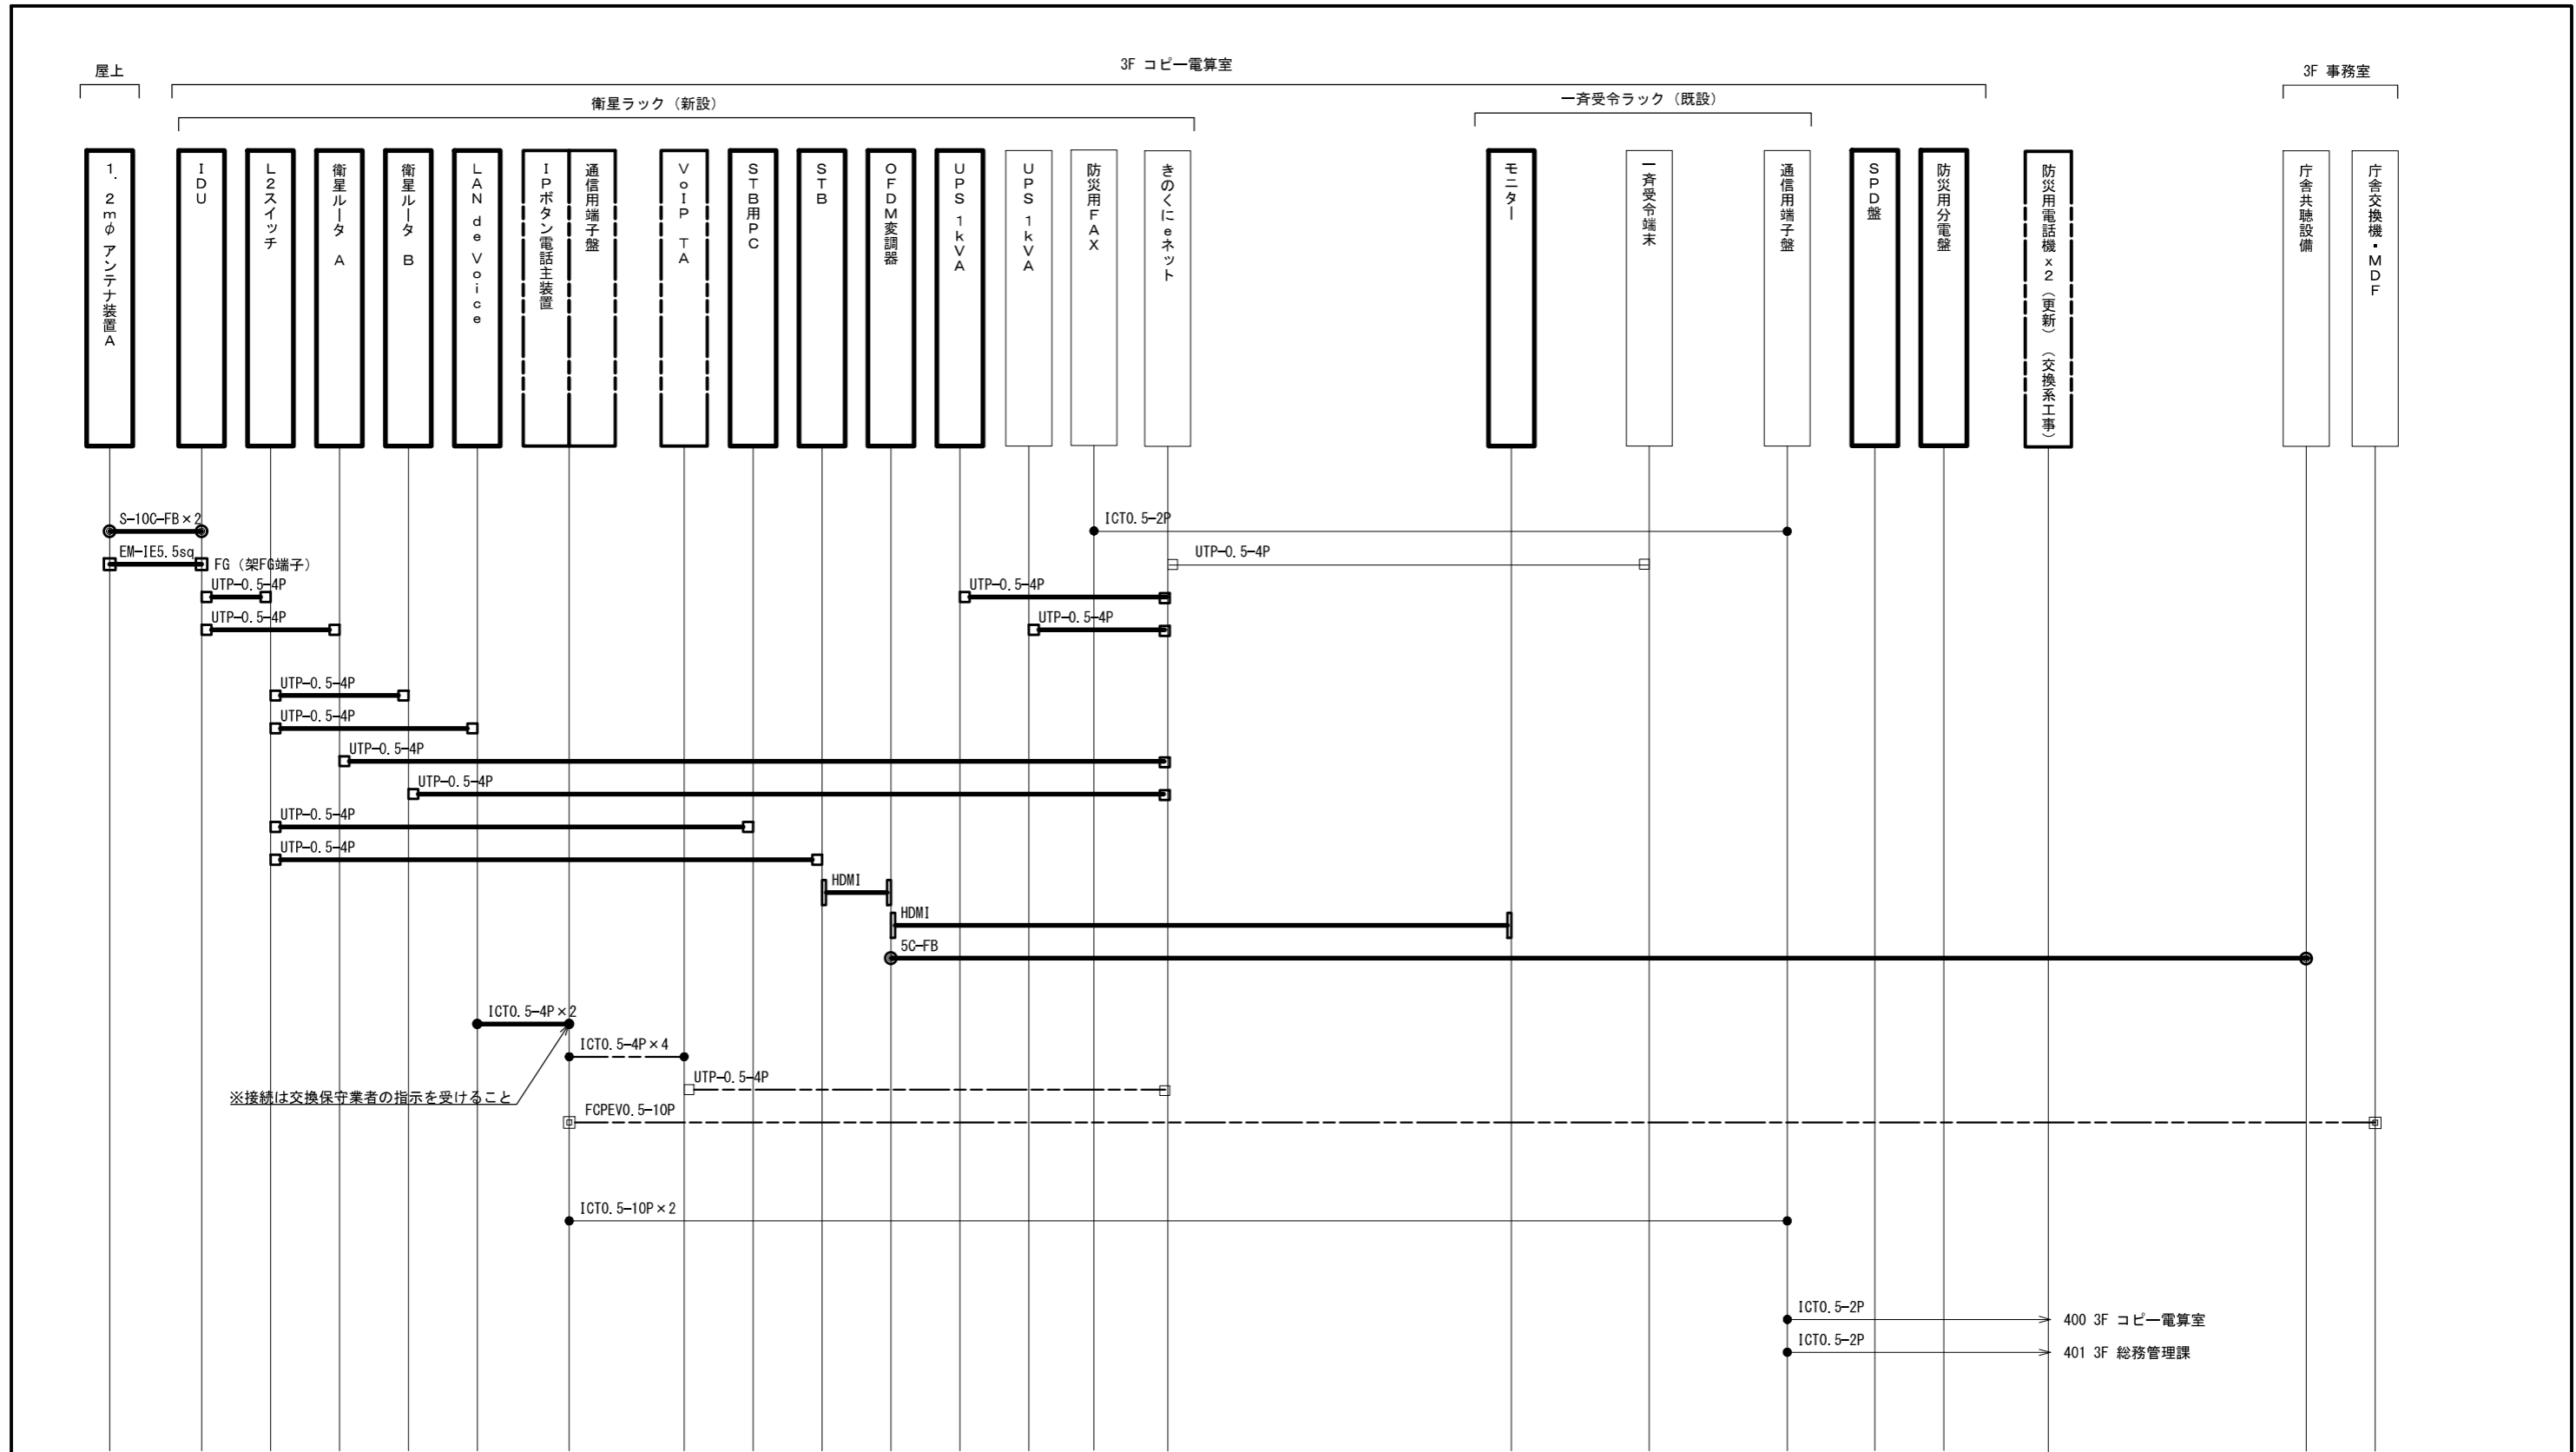 屋上
3F コピー電算室
3F 事務室
衛星ラック（新設）
一斉受令ラック（既設）
１．２ｍφ アンテナ装置Ａ
ＩＤＵ
Ｌ２スイッチ
衛星ルータ Ａ
衛星ルータ Ｂ
ＬＡＮ ｄｅ Ｖｏｉｃｅ
ＩＰボタン電話主装置
通信用端子盤
ＶｏＩＰ ＴＡ
ＳＴＢ用ＰＣ
ＳＴＢ
ＯＦＤＭ変調器
ＵＰＳ １ｋＶＡ
ＵＰＳ １ｋＶＡ
防災用ＦＡＸ
きのくにｅネット
モニター
一斉受令端末
通信用端子盤
ＳＰＤ盤
防災用分電盤
防災用電話機ｘ２（更新）（交換系工事）
庁舎共聴設備
庁舎交換機・ＭＤＦ
S-10C-FB×2
ICT0.5-2P
EM-IE5.5sq
FG（架FG端子）
UTP-0.5-4P
UTP-0.5-4P
UTP-0.5-4P
UTP-0.5-4P
UTP-0.5-4P
UTP-0.5-4P
UTP-0.5-4P
UTP-0.5-4P
UTP-0.5-4P
UTP-0.5-4P
UTP-0.5-4P
HDMI
HDMI
5C-FB
ICT0.5-4P×2
ICT0.5-4P×4
UTP-0.5-4P
※接続は交換保守業者の指示を受けること
FCPEV0.5-10P
ICT0.5-10P×2
ICT0.5-2P
400 3F コピー電算室
ICT0.5-2P
401 3F 総務管理課